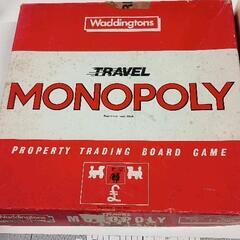 Waddingtons
TRAVEL
MONOPOLY
PROPERTY TRADING BOARD GAME
£
Waddingtons
MONOPOLY